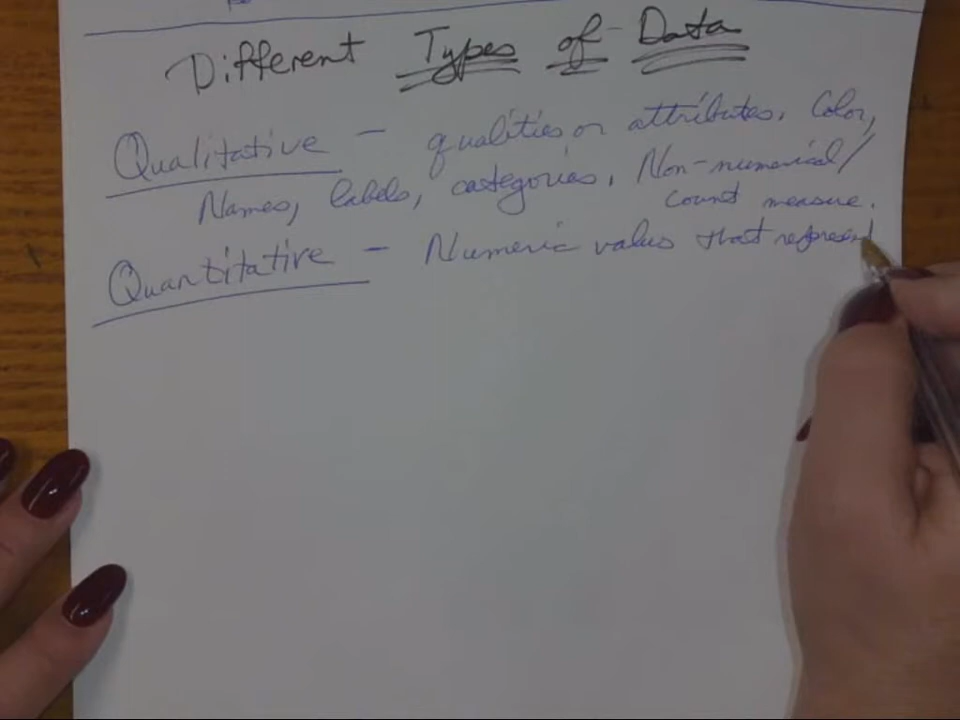 Different Types of Data
Qualitative - qualities or attributes. Color,
Names, labels, categories, Non-numerical/
count measure.
Quantitative - Numeric values that represent